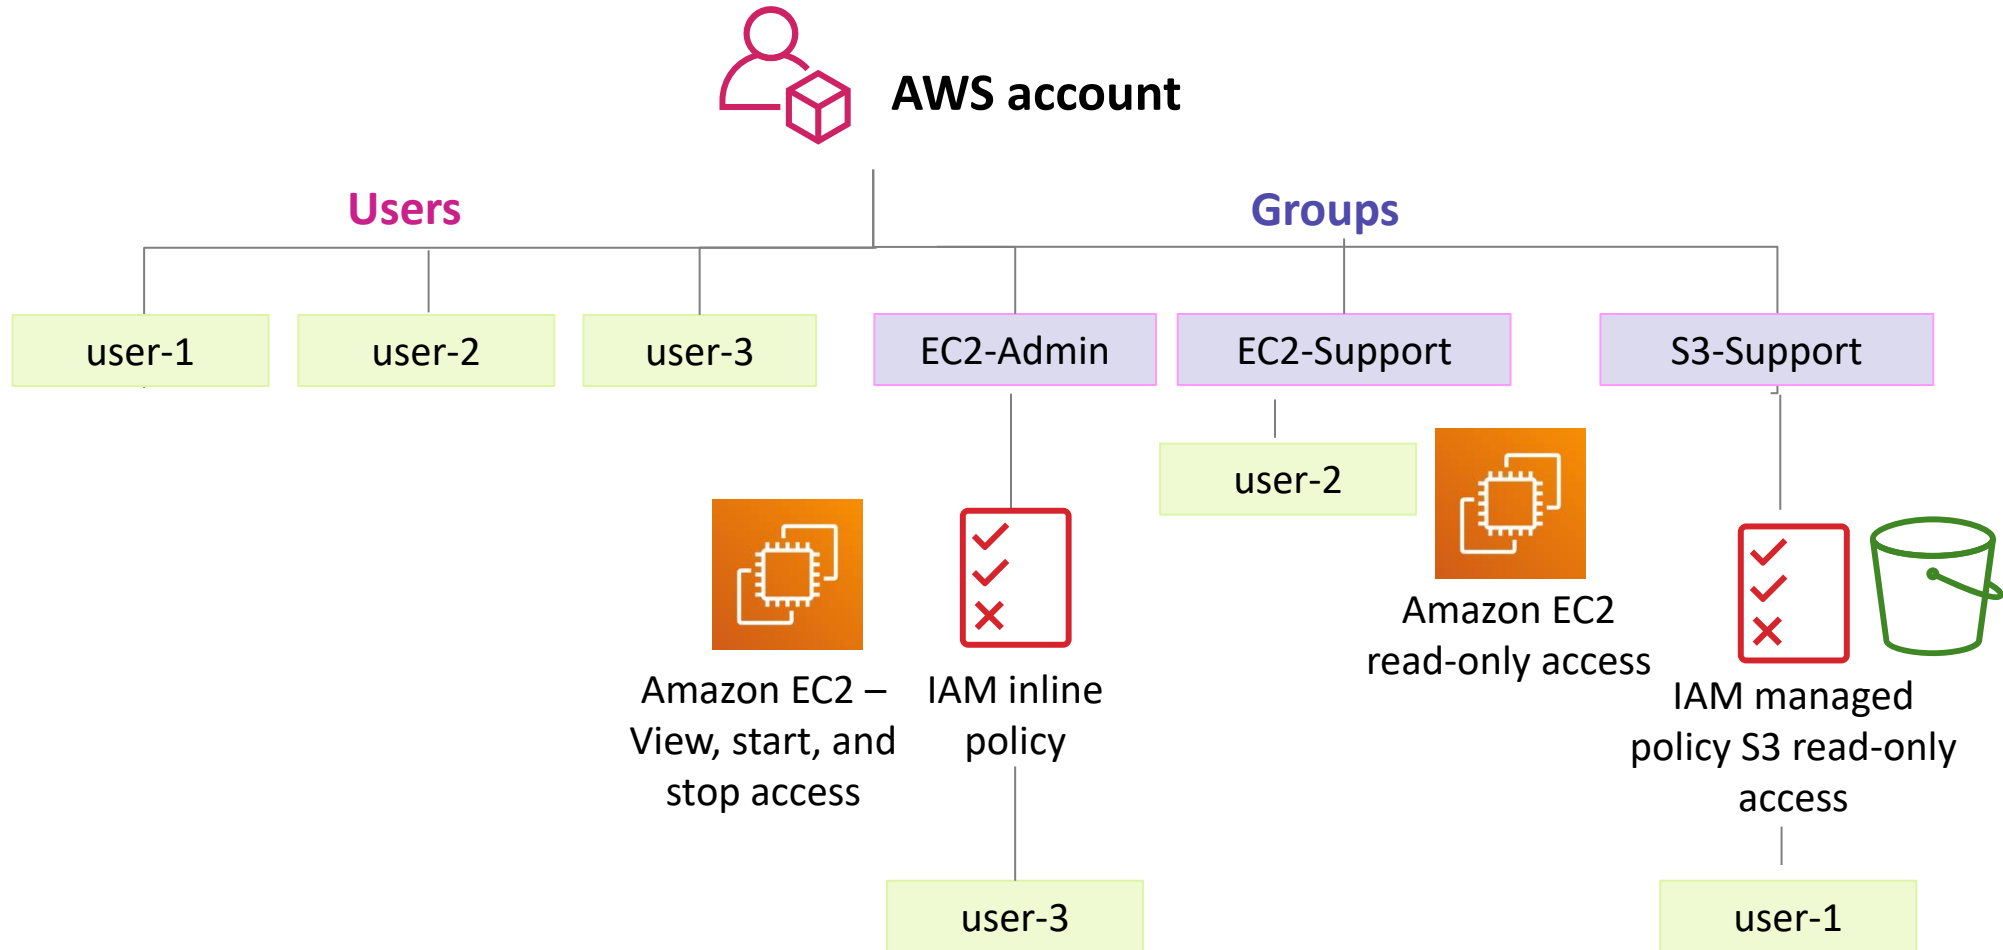 AWS account
Users
Groups
user-1
user-2
user-3
EC2-Admin
EC2-Support
S3-Support
user-2
Amazon EC2
read-only access
Amazon EC2 –
View, start, and
stop access
IAM inline
policy
IAM managed
policy S3 read-only
access
user-3
user-1